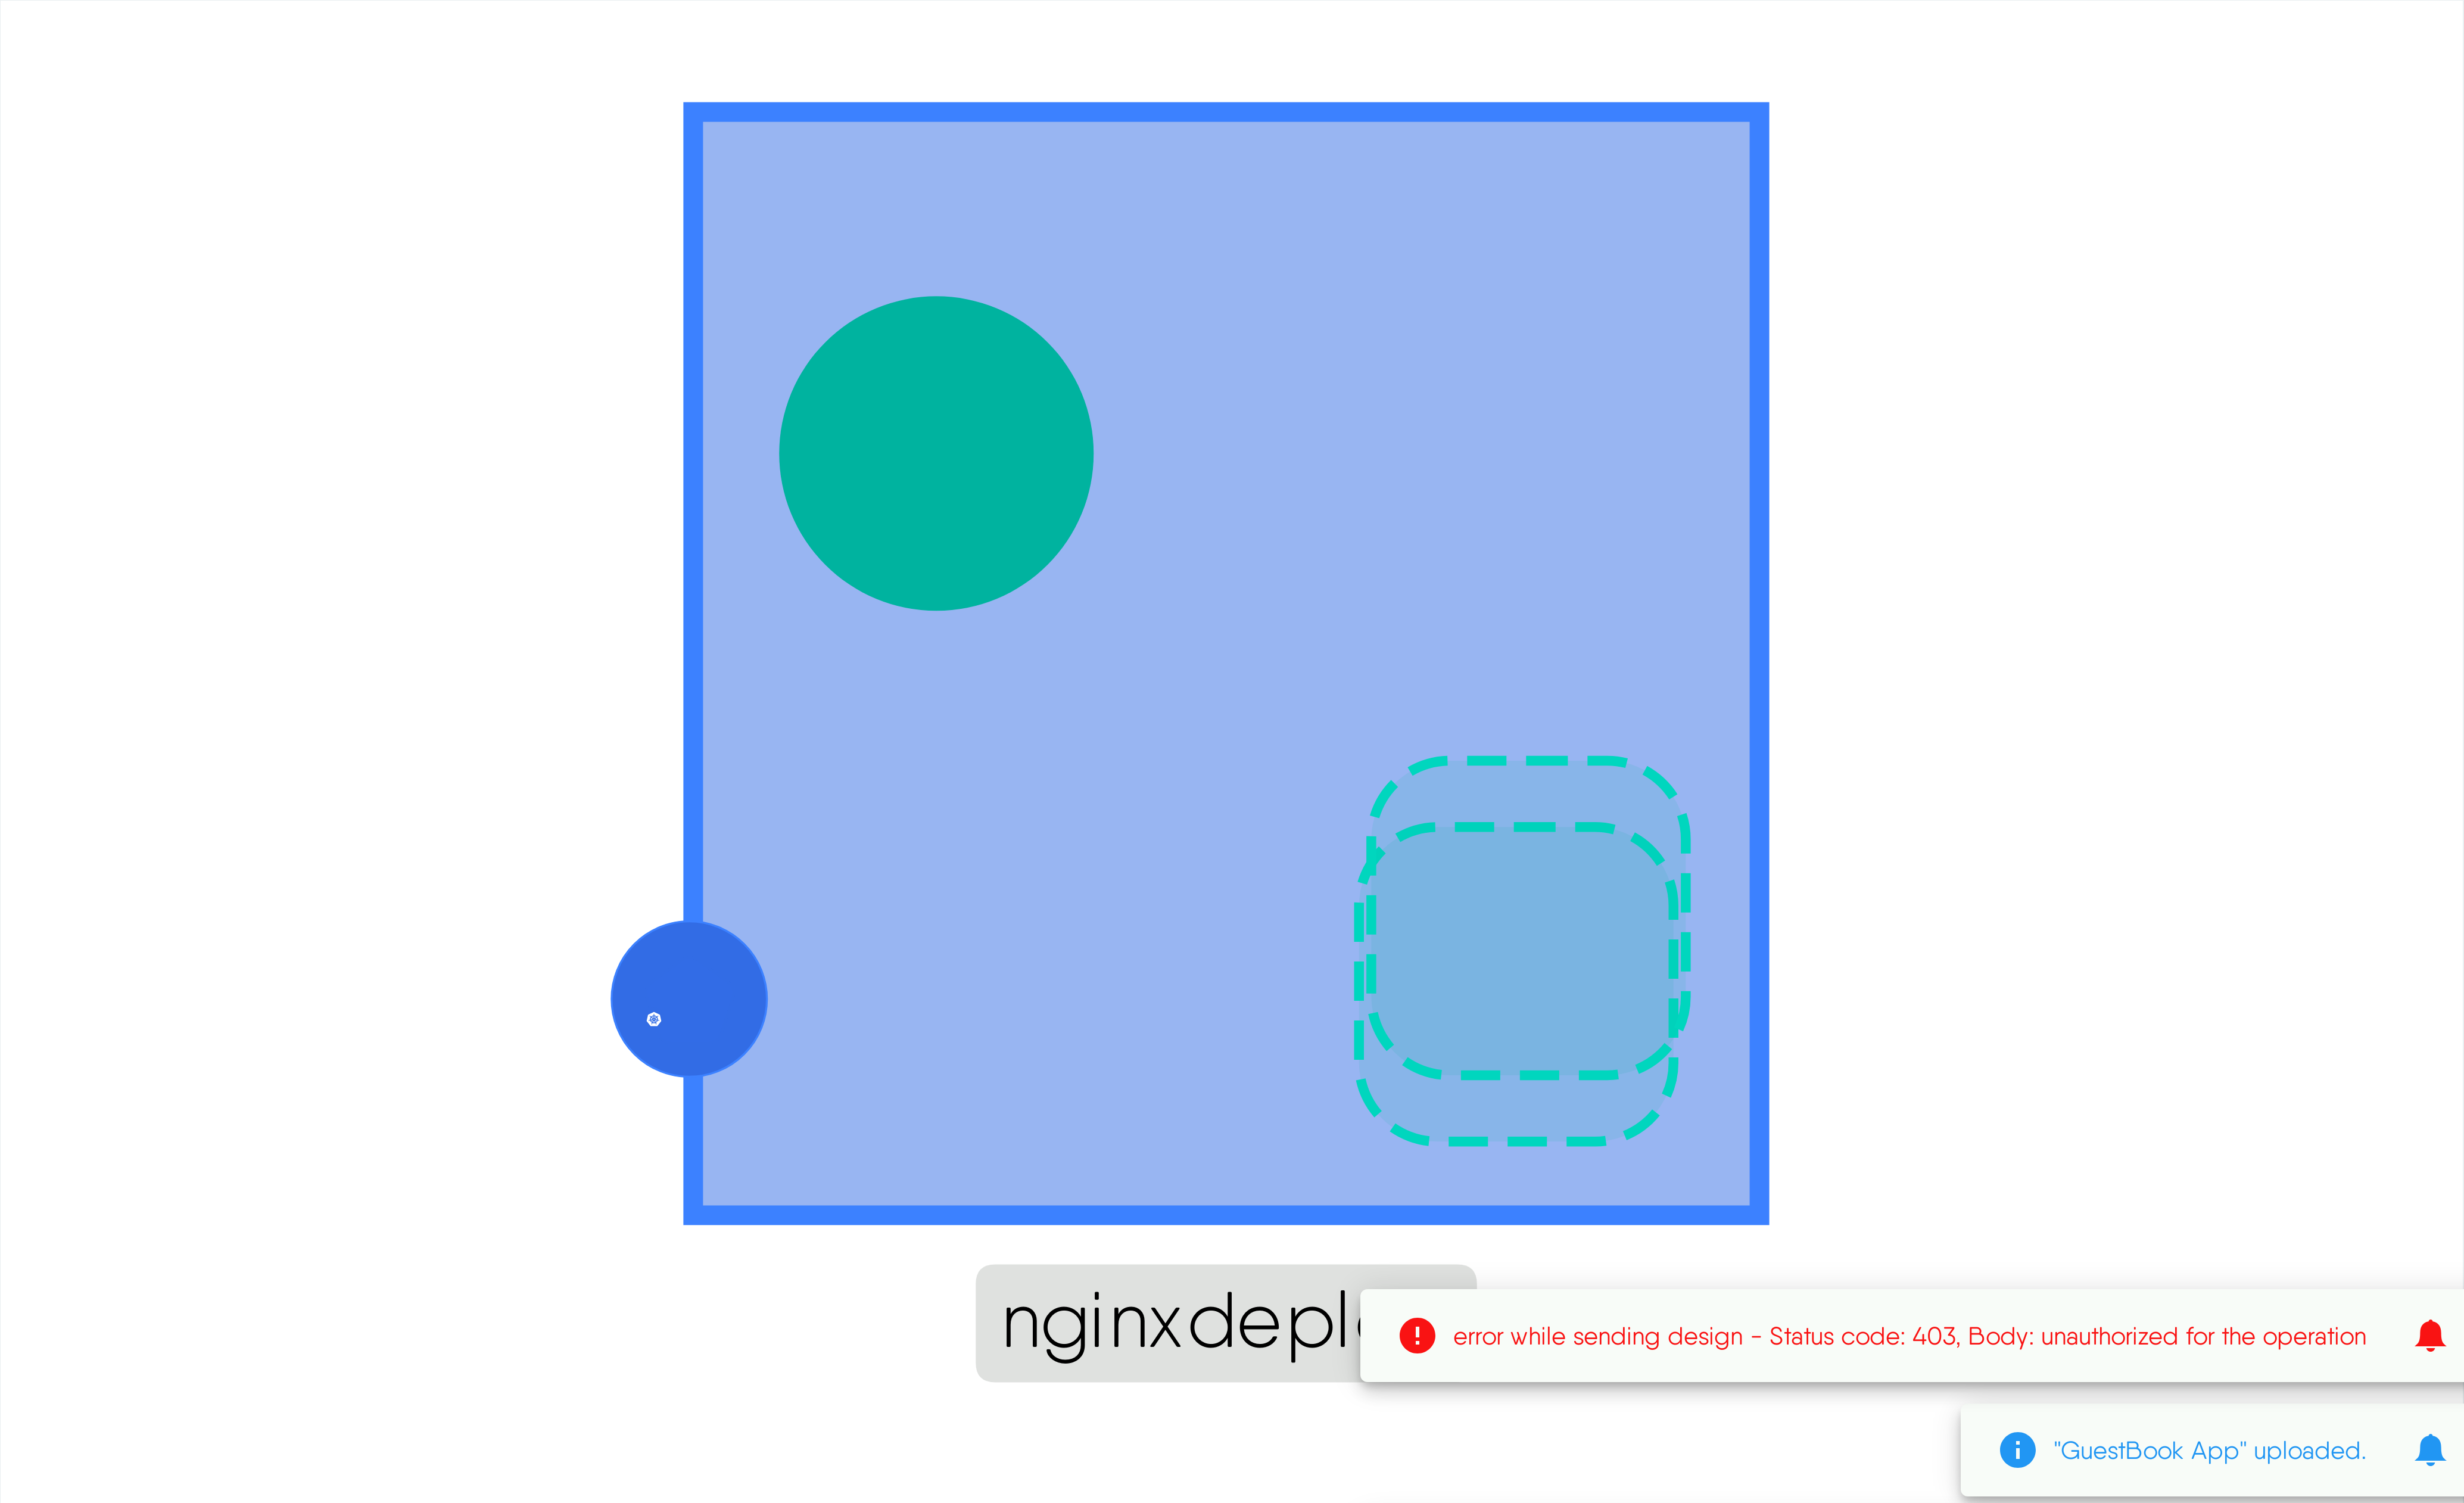 nginxdepl
error while sending design - Status code: 403, Body: unauthorized for the operation
"GuestBook App" uploaded.